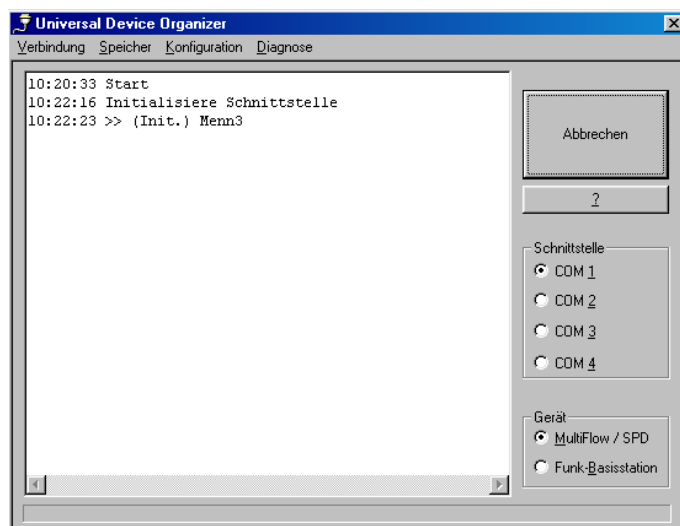 Universal Device Organizer
Verbindung Speicher Konfiguration Diagnose
10:20:33 Start
10:22:16 Initialisiere Schnittstelle
10:22:23 >> (Init.) Menn3
Abbrechen
?
Schnittstelle
COM 1
COM 2
COM 3
COM 4
Gerät
MultiFlow / SPD
Funk-Basisstation